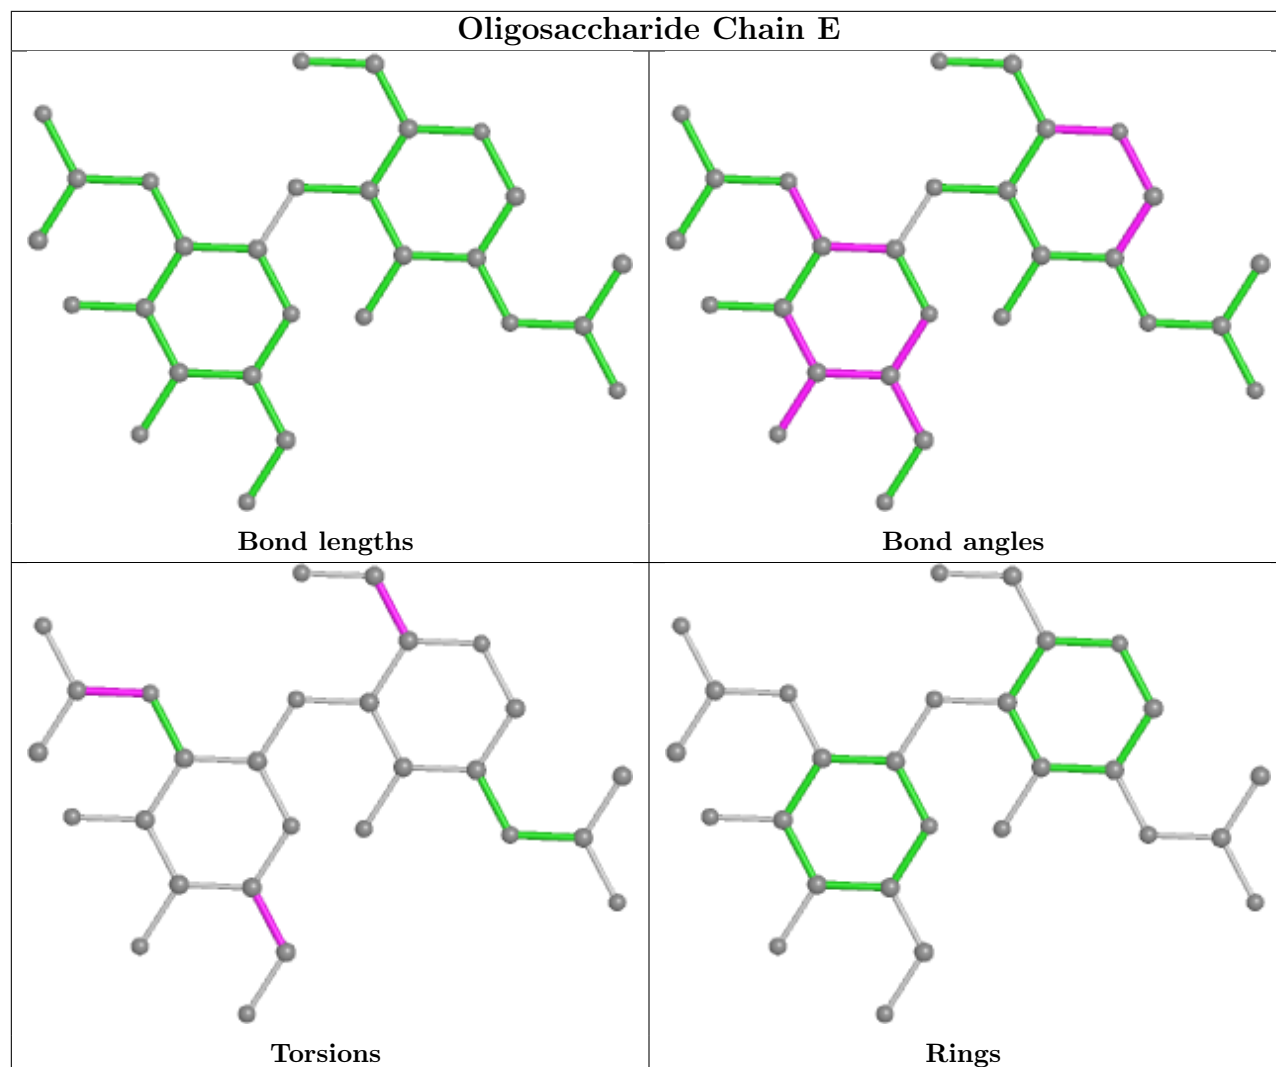 Oligosaccharide Chain E
Bond lengths
Bond angles
Torsions
Rings